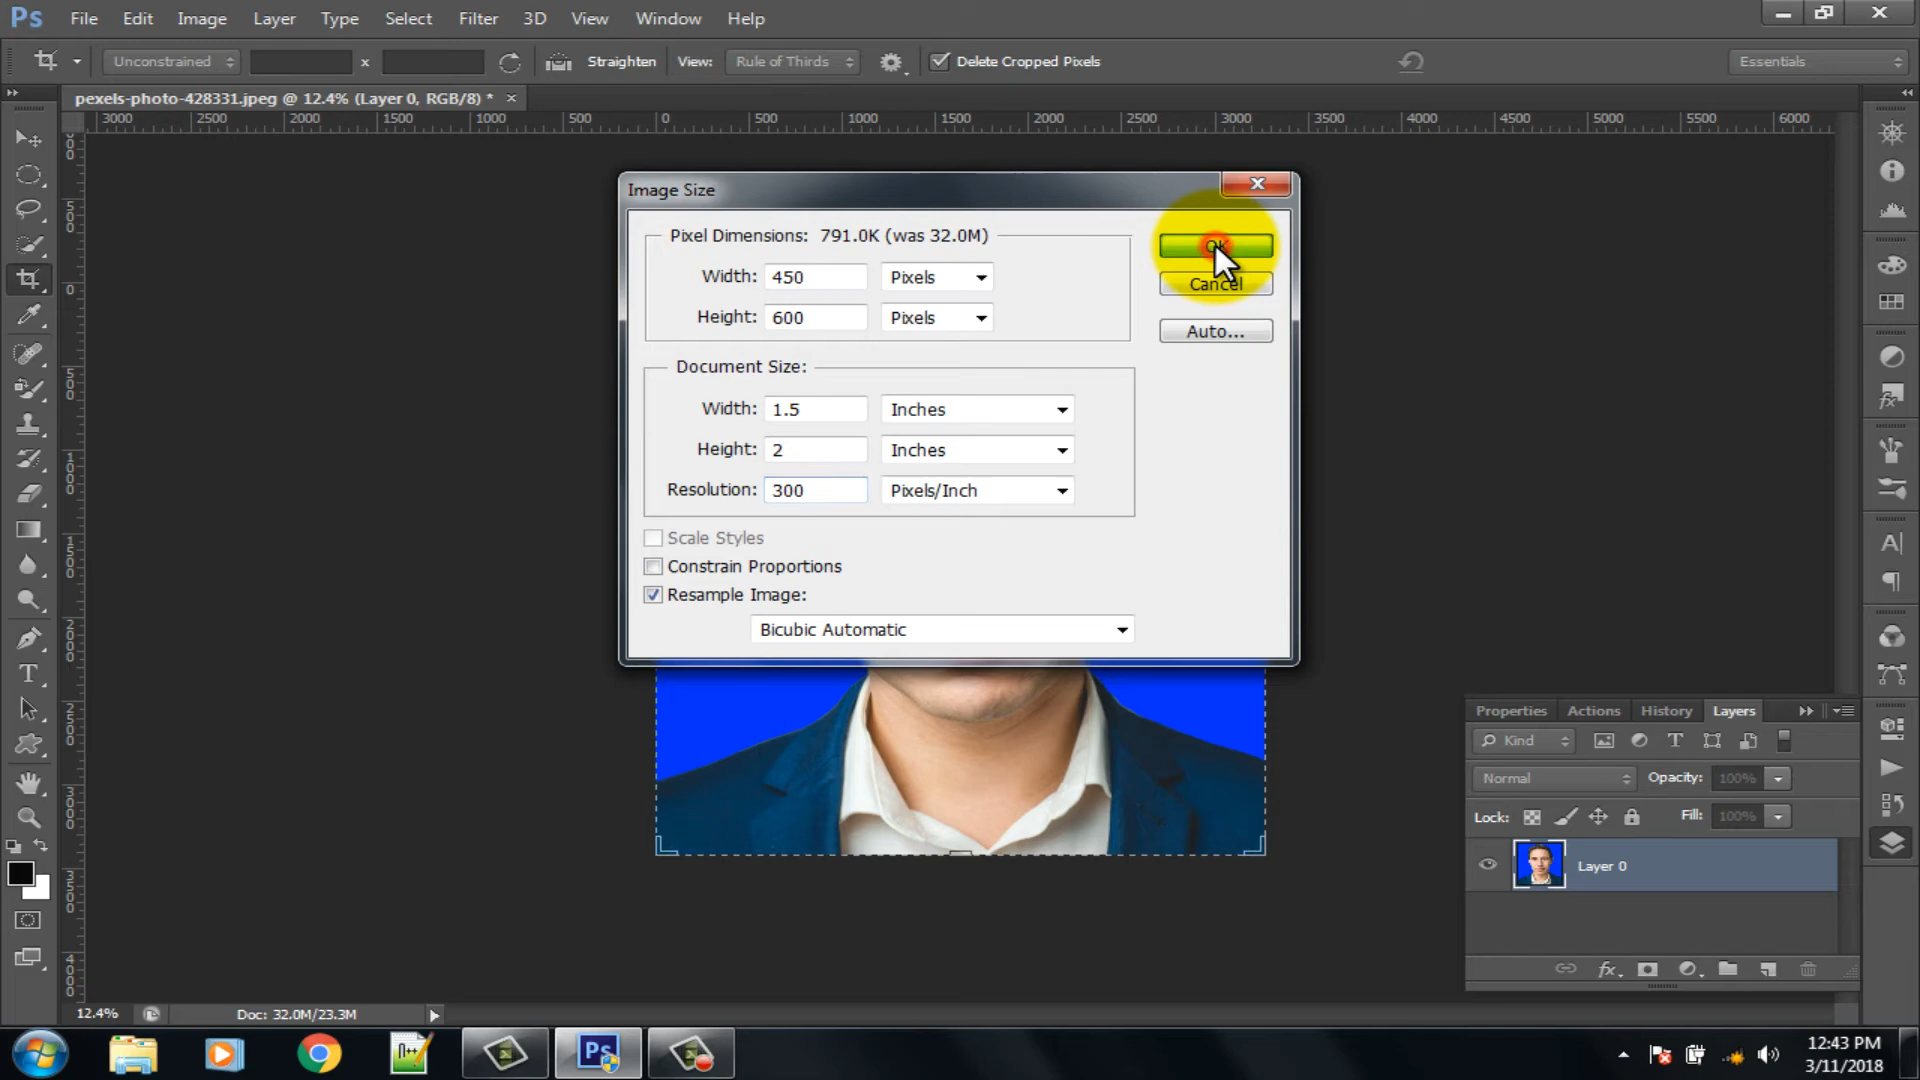 Ps File Edit Image Layer Type Select Filter 3D View Window Help
Unconstrained x Straighten View: Rule of Thirds Delete Cropped Pixels Essentials
pexels-photo-428331.jpeg @ 12.4% (Layer 0, RGB/8) * ×
3000 2500 2000 1500 1000 500 0 500 1000 1500 2000 2500 3000 3500 4000 4500 5000 5500 6000
Image Size
Pixel Dimensions: 791.0K (was 32.0M)
OK
Width: 450 Pixels
Cancel
Height: 600 Pixels
Auto...
Document Size:
Width: 1.5 Inches
Height: 2 Inches
Resolution: 300 Pixels/Inch
Scale Styles
Constrain Proportions
Resample Image:
Bicubic Automatic
Properties Actions History Layers
Kind
Normal Opacity: 100%
Lock: Fill: 100%
Layer 0
fx
12.4% Doc: 32.0M/23.3M
N++ Ps
12:43 PM
3/11/2018